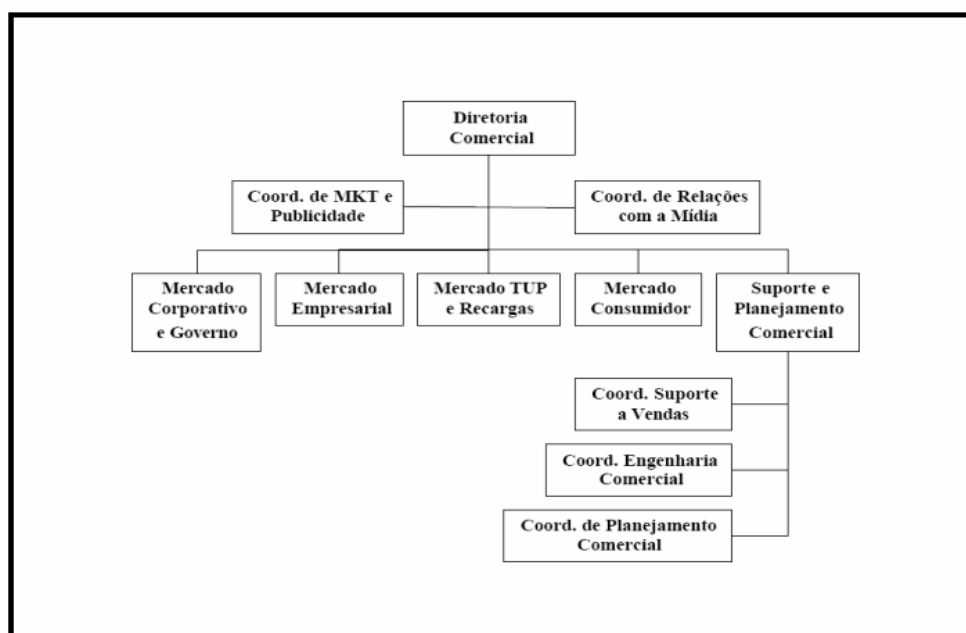 Diretoria
Comercial
Coord. de MKT e
Publicidade
Coord. de Relações
com a Mídia
Mercado
Corporativo
e Governo
Mercado
Empresarial
Mercado TUP
e Recargas
Mercado
Consumidor
Suporte e
Planejamento
Comercial
Coord. Suporte
a Vendas
Coord. Engenharia
Comercial
Coord. de Planejamento
Comercial